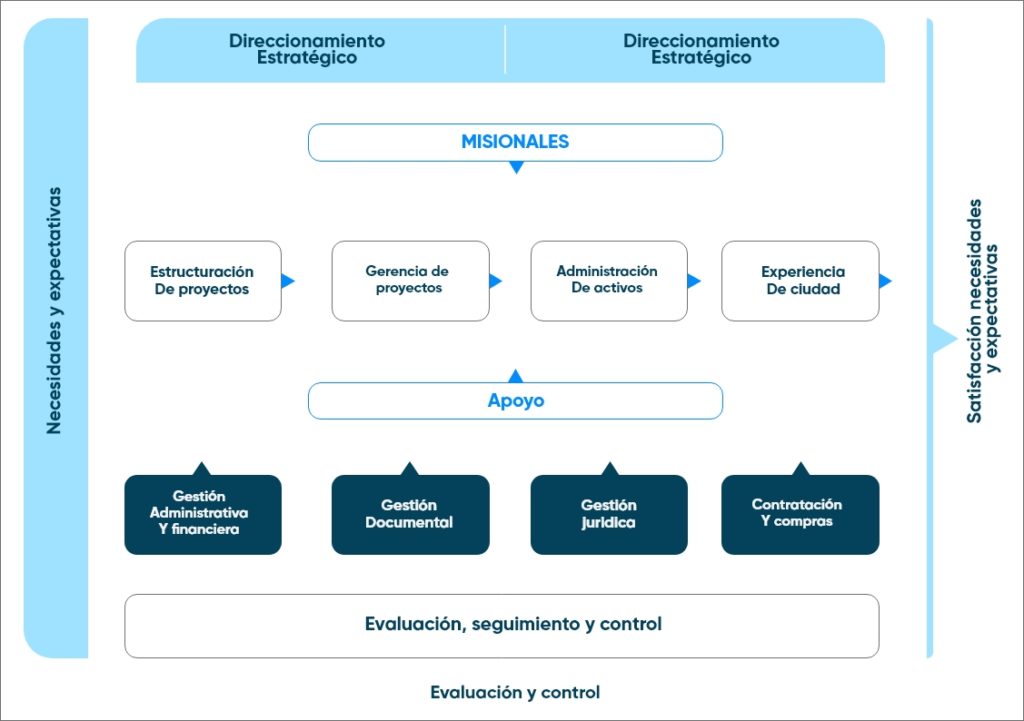 Direccionamiento
Estratégico
Direccionamiento
Estratégico
Necesidades y expectativas
MISIONALES
Estructuración
De proyectos
Gerencia de
proyectos
Administración
De activos
Experiencia
De ciudad
Satisfacción necesidades
y expectativas
Apoyo
Gestión
Administrativa
Y financiera
Gestión
Documental
Gestión
juridica
Contratación
Y compras
Evaluación, seguimiento y control
Evaluación y control